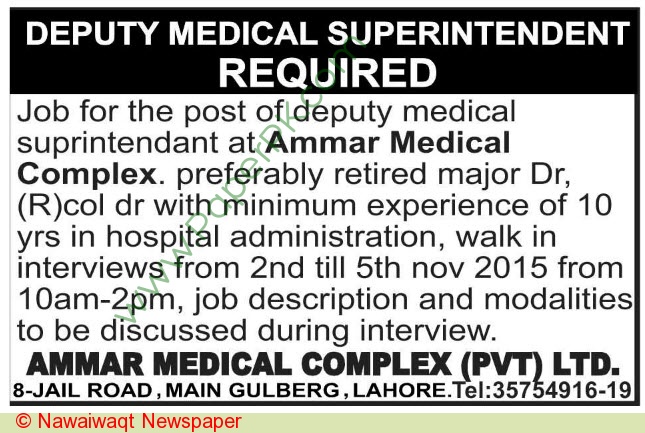 DEPUTY MEDICAL SUPERINTENDENT
REQUIRED
Job for the post of deputy medical
suprintendant at Ammar Medical
Complex. preferably retired major Dr,
(R)col dr with minimum experience of 10
yrs in hospital administration, walk in
interviews from 2nd till 5th nov 2015 from
10am-2pm, job description and modalities
to be discussed during interview.
AMMAR MEDICAL COMPLEX (PVT) LTD.
8-JAIL ROAD, MAIN GULBERG, LAHORE.Tel:35754916-19
www.PaperPK.com
© Nawaiwaqt Newspaper